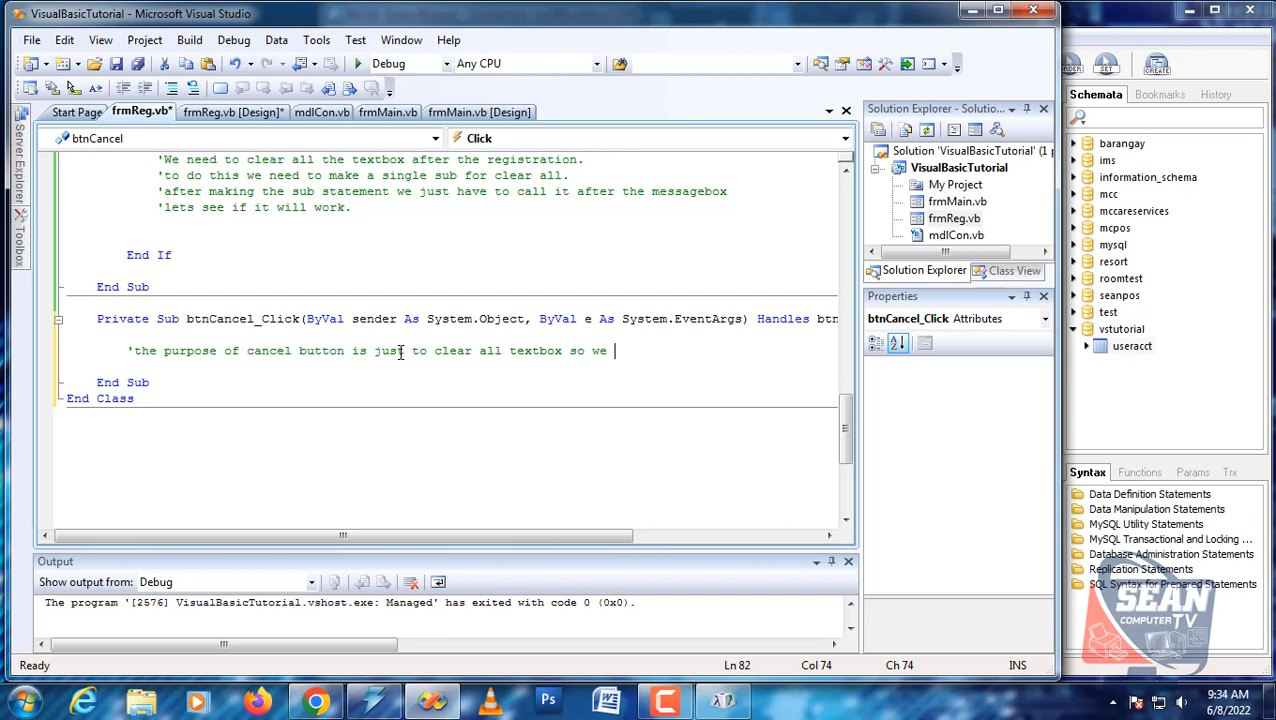 VisualBasicTutorial - Microsoft Visual Studio
File Edit View Project Build Debug Data Tools Test Window Help
Debug Any CPU
Start Page frmReg.vb* frmReg.vb [Design]* mdlCon.vb frmMain.vb frmMain.vb [Design]
btnCancel Click
Server Explorer
Toolbox
'We need to clear all the textbox after the registration.
'to do this we need to make a single sub for clear all.
'after making the sub statement we just have to call it after the messagebox
'lets see if it will work.
End If
End Sub
Private Sub btnCancel_Click(ByVal sender As System.Object, ByVal e As System.EventArgs) Handles btn
'the purpose of cancel button is just to clear all textbox so we
End Sub
End Class
Output
Show output from: Debug
The program '[2576] VisualBasicTutorial.vshost.exe: Managed' has exited with code 0 (0x0).
Ready Ln 82 Col 74 Ch 74 INS
Solution Explorer - Solutio...
Solution 'VisualBasicTutorial' (1 p
VisualBasicTutorial
My Project
frmMain.vb
frmReg.vb
mdlCon.vb
Solution Explorer Class View
Properties
btnCancel_Click Attributes
SET CREATE
Schemata Bookmarks History
barangay
ims
information_schema
mcc
mccareservices
mcpos
mysql
resort
roomtest
seanpos
test
vstutorial
useracct
Syntax Functions Params Trx
Data Definition Statements
Data Manipulation Statements
MySQL Utility Statements
MySQL Transactional and Locking ...
Database Administration Statements
Replication Statements
SQL Syntax for Prepared Statements
SEAN
COMPUTER TV
Ps
9:34 AM
6/8/2022